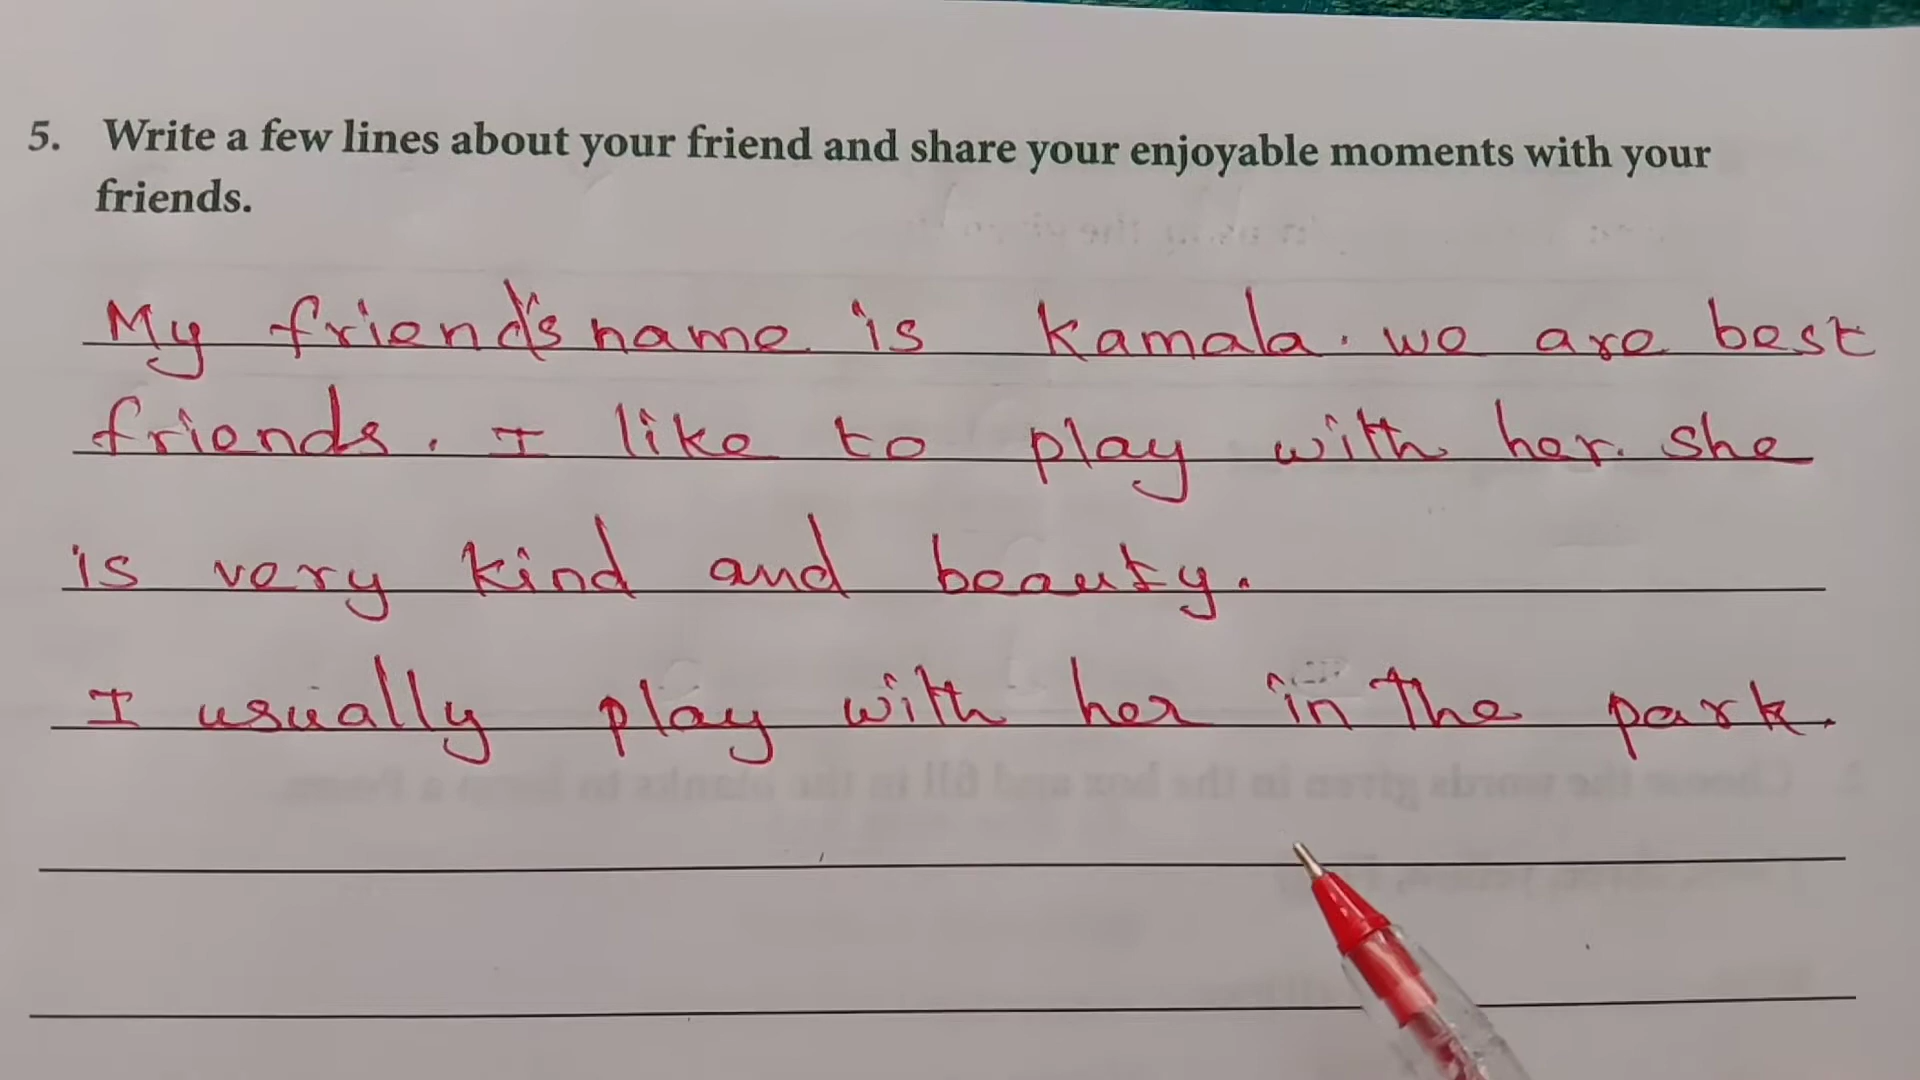 5. Write a few lines about your friend and share your enjoyable moments with your
friends.
My friend's name is Kamala. we are best
friends. I like to play with her. She
is very kind and beauty.
I usually play with her in the park.